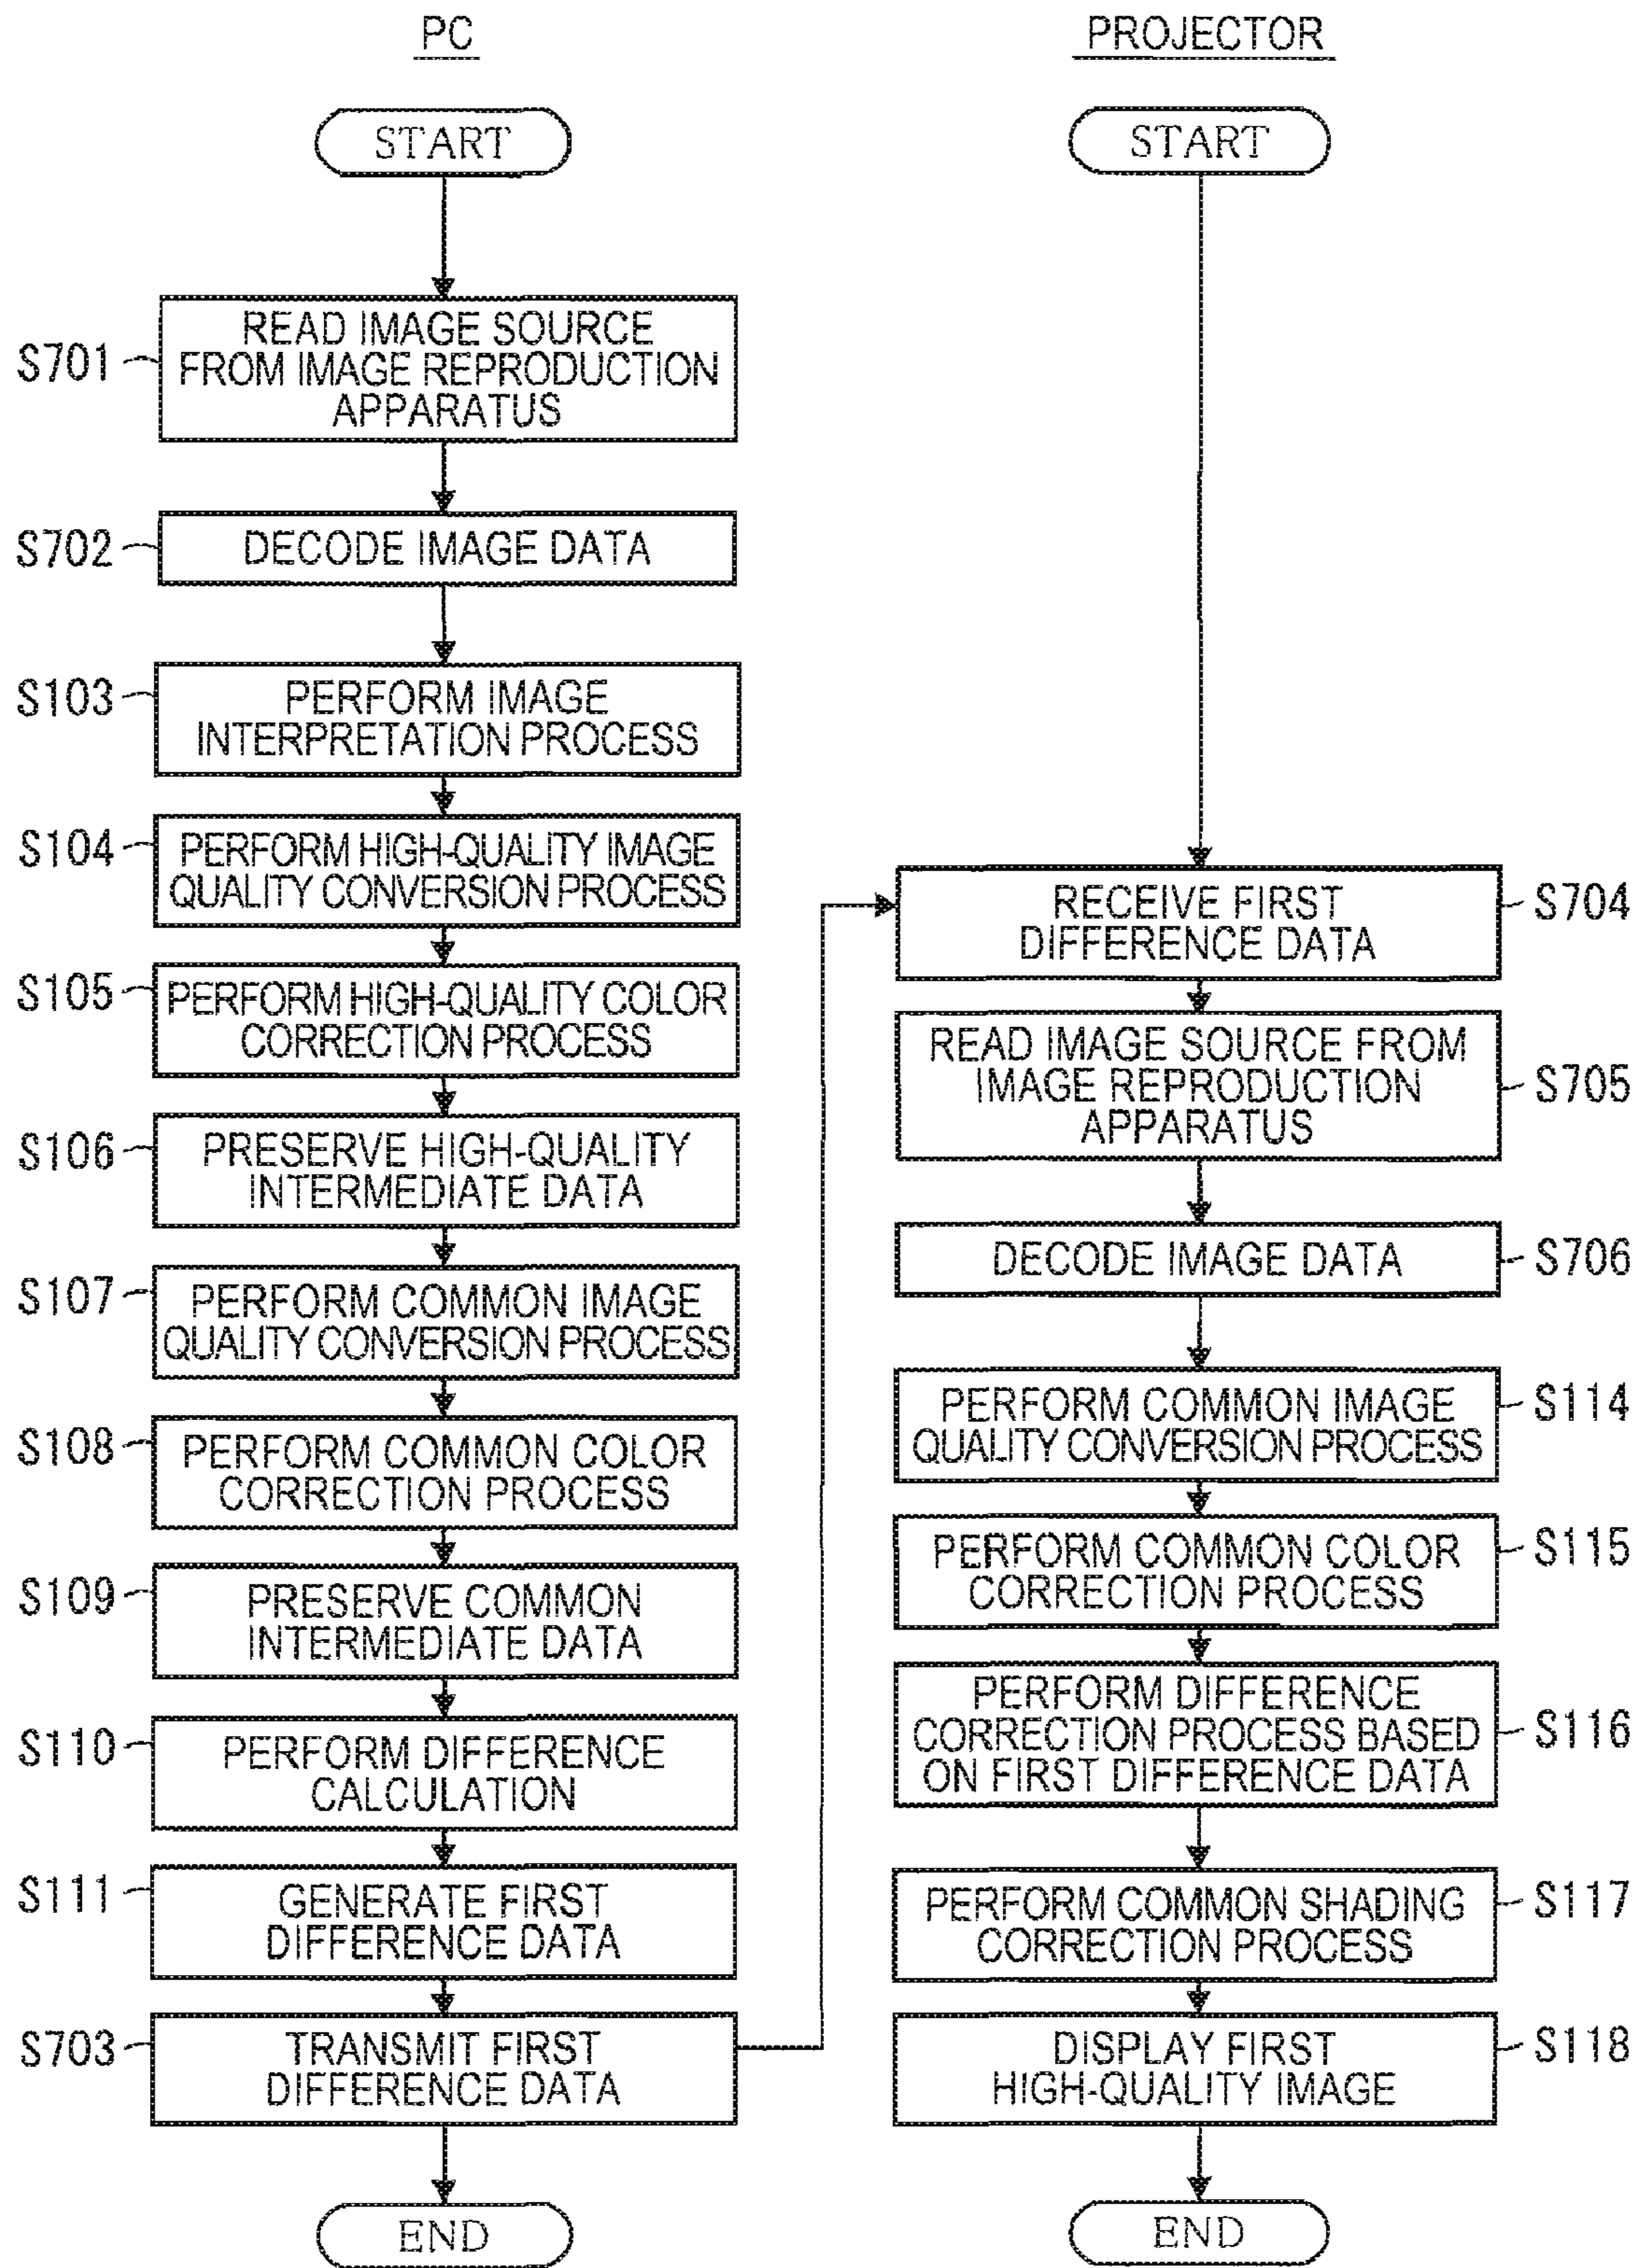 PC
START
S701
READ IMAGE SOURCE
FROM IMAGE REPRODUCTION
APPARATUS
S702
DECODE IMAGE DATA
S103
PERFORM IMAGE
INTERPRETATION PROCESS
S104
PERFORM HIGH-QUALITY IMAGE
QUALITY CONVERSION PROCESS
S105
PERFORM HIGH-QUALITY COLOR
CORRECTION PROCESS
S106
PRESERVE HIGH-QUALITY
INTERMEDIATE DATA
S107
PERFORM COMMON IMAGE
QUALITY CONVERSION PROCESS
S108
PERFORM COMMON COLOR
CORRECTION PROCESS
S109
PRESERVE COMMON
INTERMEDIATE DATA
S110
PERFORM DIFFERENCE
CALCULATION
S111
GENERATE FIRST
DIFFERENCE DATA
S703
TRANSMIT FIRST
DIFFERENCE DATA
END
PROJECTOR
START
RECEIVE FIRST
DIFFERENCE DATA
S704
READ IMAGE SOURCE FROM
IMAGE REPRODUCTION
APPARATUS
S705
DECODE IMAGE DATA
S706
PERFORM COMMON IMAGE
QUALITY CONVERSION PROCESS
S114
PERFORM COMMON COLOR
CORRECTION PROCESS
S115
PERFORM DIFFERENCE
CORRECTION PROCESS BASED
ON FIRST DIFFERENCE DATA
S116
PERFORM COMMON SHADING
CORRECTION PROCESS
S117
DISPLAY FIRST
HIGH-QUALITY IMAGE
S118
END